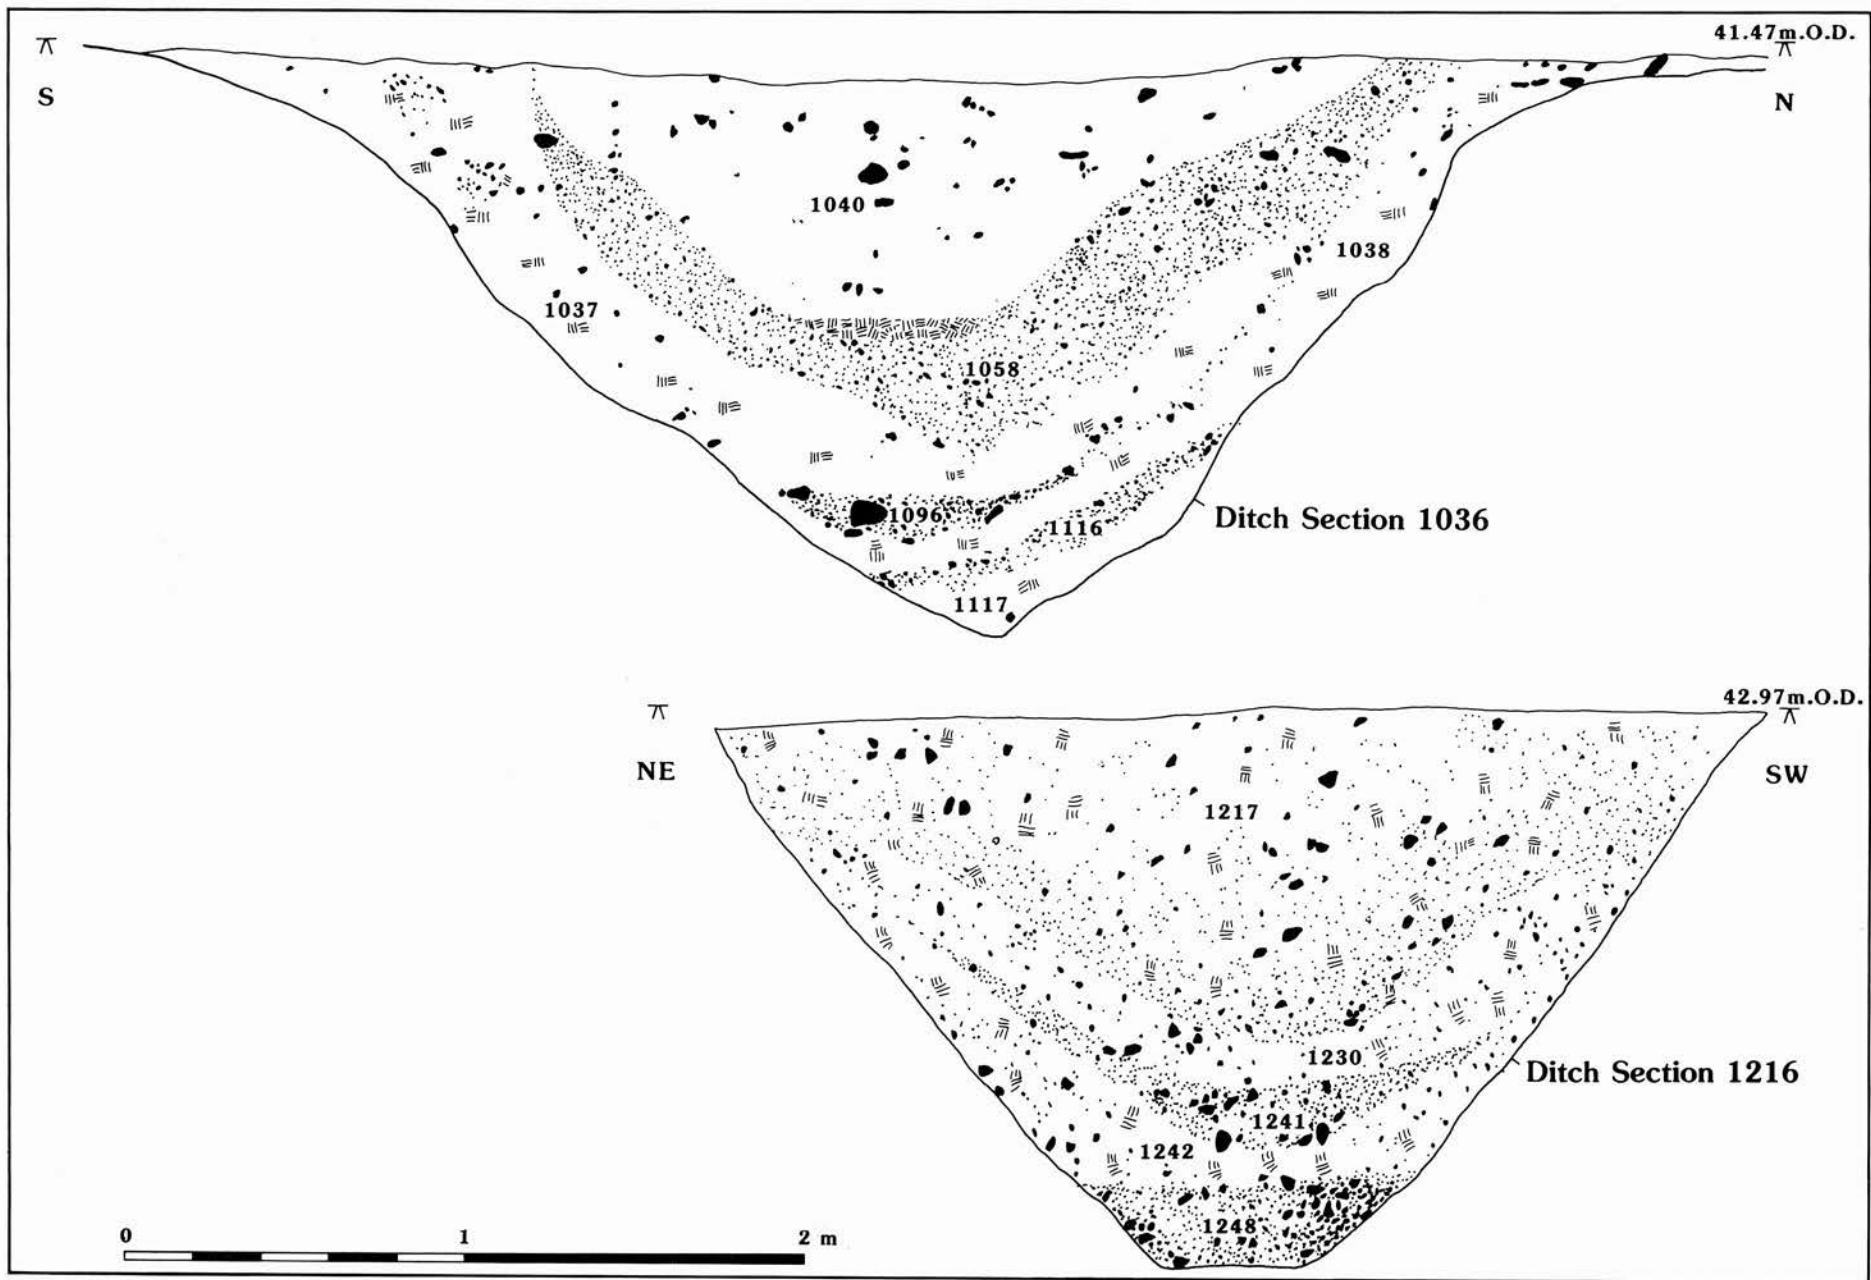 41.47m.O.D.
S
N
1040
1038
1037
1058
1096
1116
Ditch Section 1036
1117
42.97m.O.D.
NE
SW
1217
1230
Ditch Section 1216
1241
1242
1248
0 1 2 m